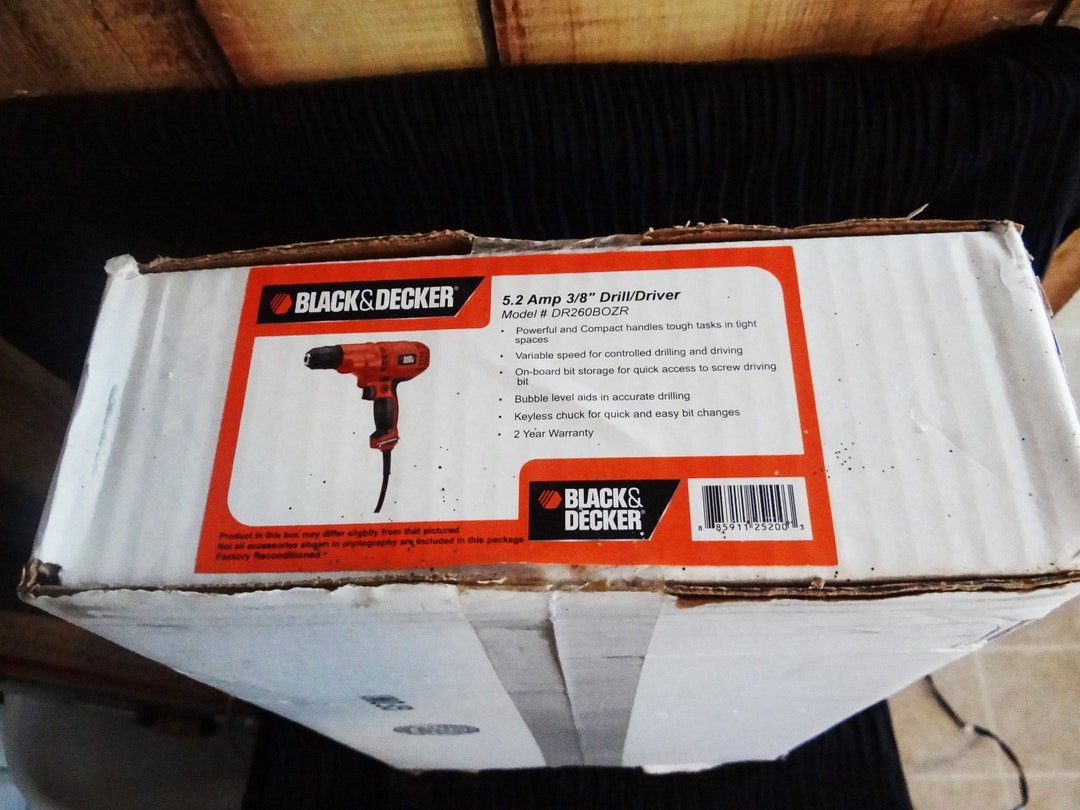 BLACK&DECKER
5.2 Amp 3/8" Drill/Driver
Model # DR260BOZR
• Powerful and Compact handles tough tasks in tight
spaces
• Variable speed for controlled drilling and driving
• On-board bit storage for quick access to screw driving
bit
• Bubble level aids in accurate drilling
• Keyless chuck for quick and easy bit changes
• 2 Year Warranty
BLACK&
DECKER
8 85911 25200 3
Product in this box may differ slightly from that pictured
Not all accessories shown in photography are included in this package
Factory Reconditioned